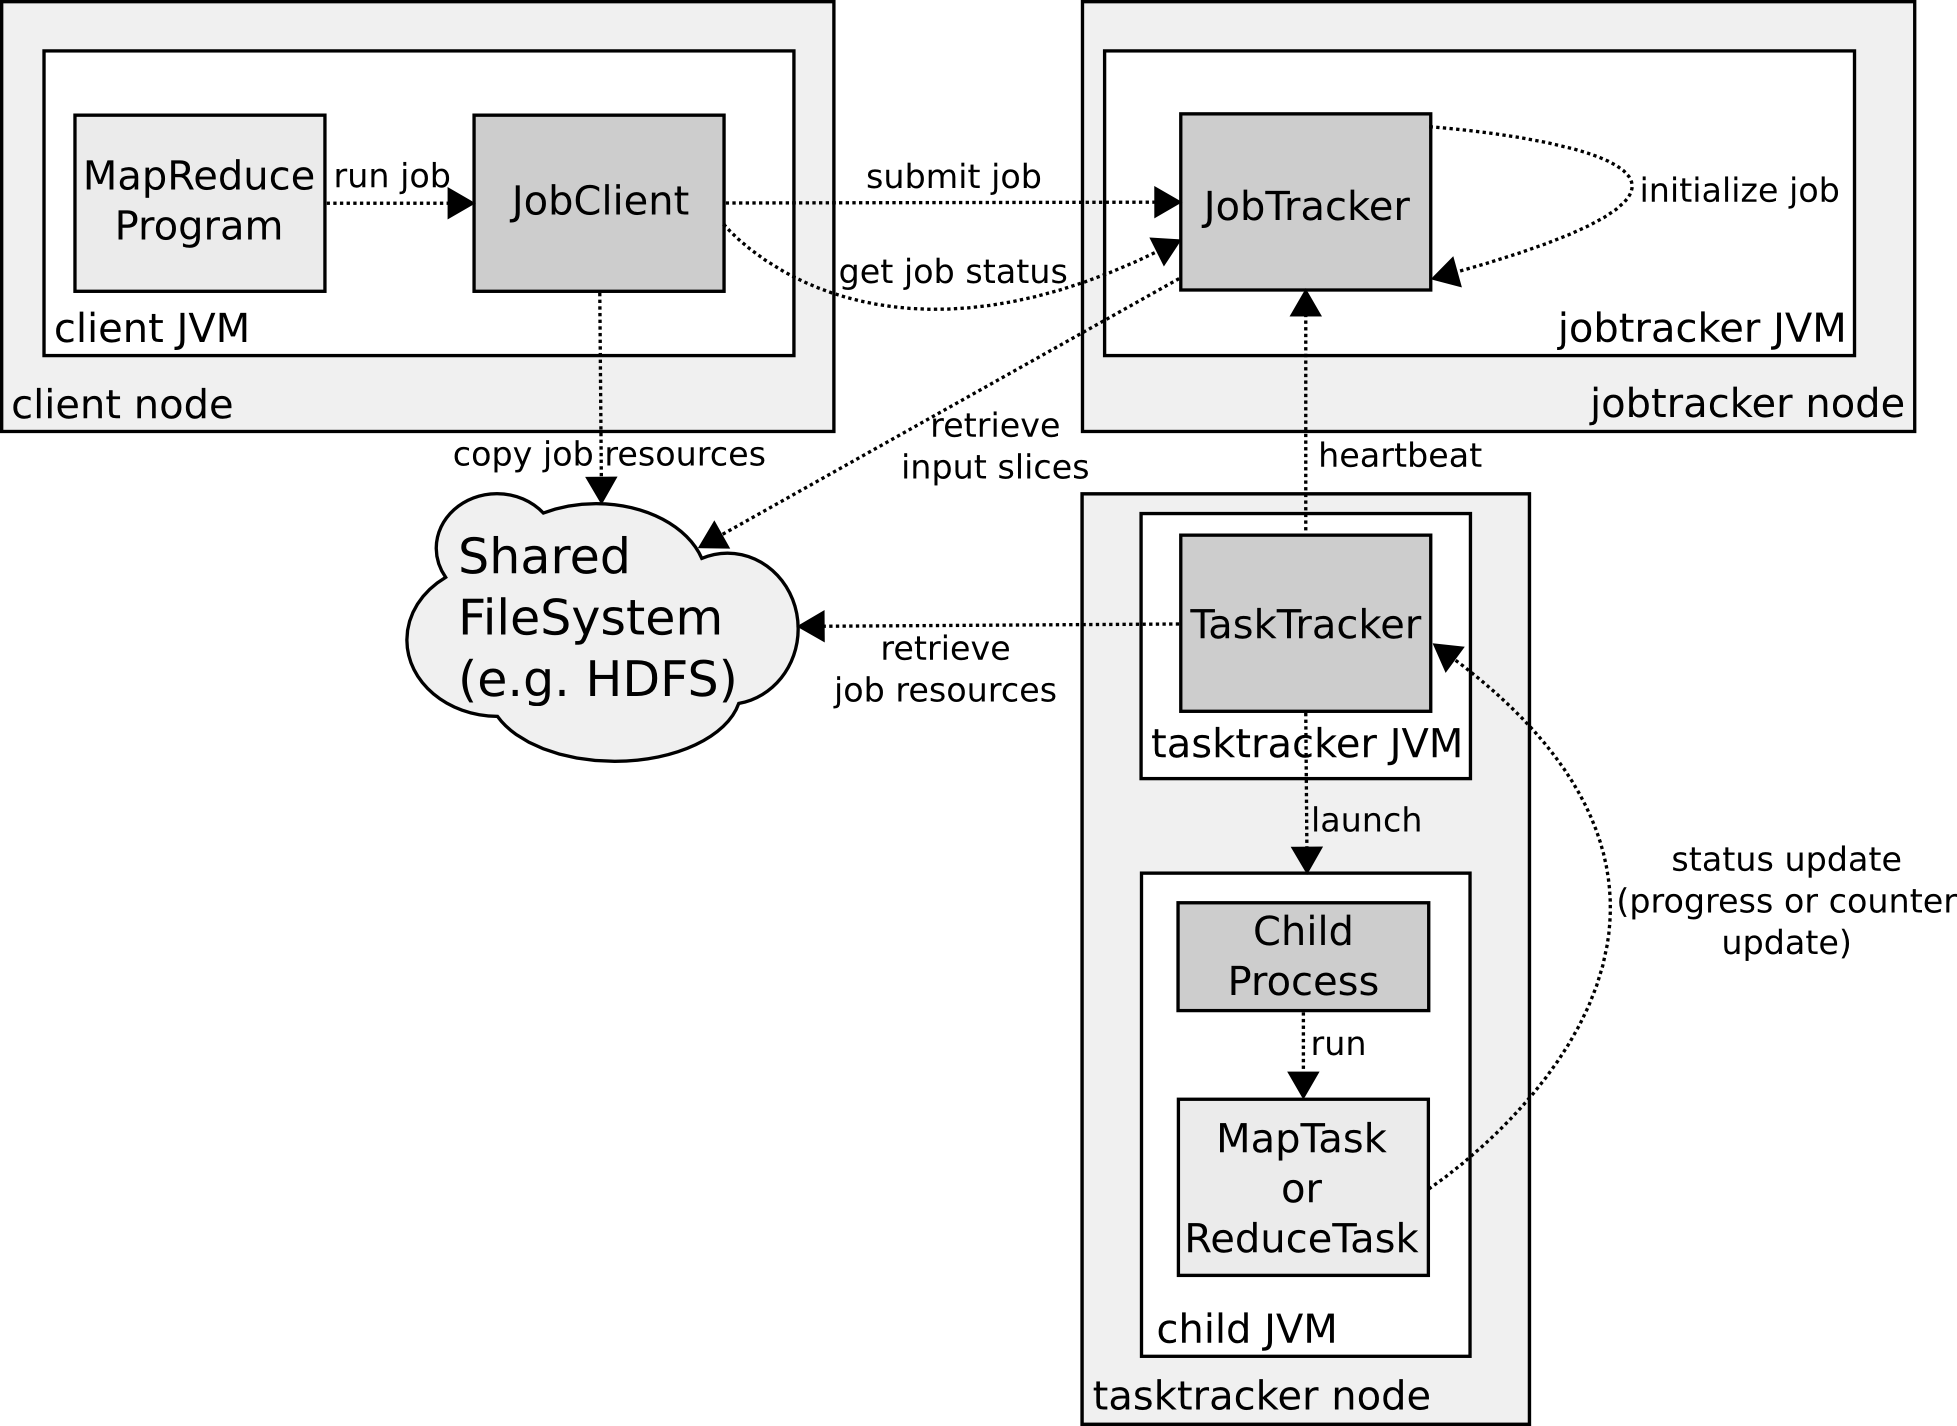 MapReduce
Program
run job
JobClient
client JVM
client node
submit job
get job status
JobTracker
initialize job
jobtracker JVM
jobtracker node
copy job resources
retrieve
input slices
heartbeat
Shared
FileSystem
(e.g. HDFS)
retrieve
job resources
TaskTracker
tasktracker JVM
launch
status update
(progress or counter
update)
Child
Process
run
MapTask
or
ReduceTask
child JVM
tasktracker node